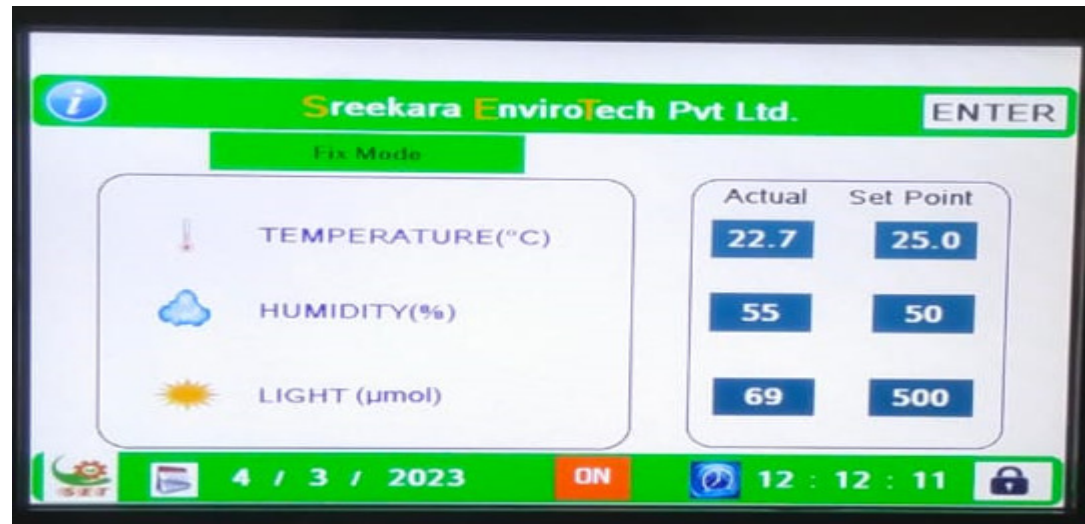 i
Sreekara EnviroTech Pvt Ltd.
ENTER
Fix Mode
Actual Set Point
TEMPERATURE(°C) 22.7 25.0
HUMIDITY(%) 55 50
LIGHT (μmol) 69 500
SET 4 / 3 / 2023 ON 12 : 12 : 11